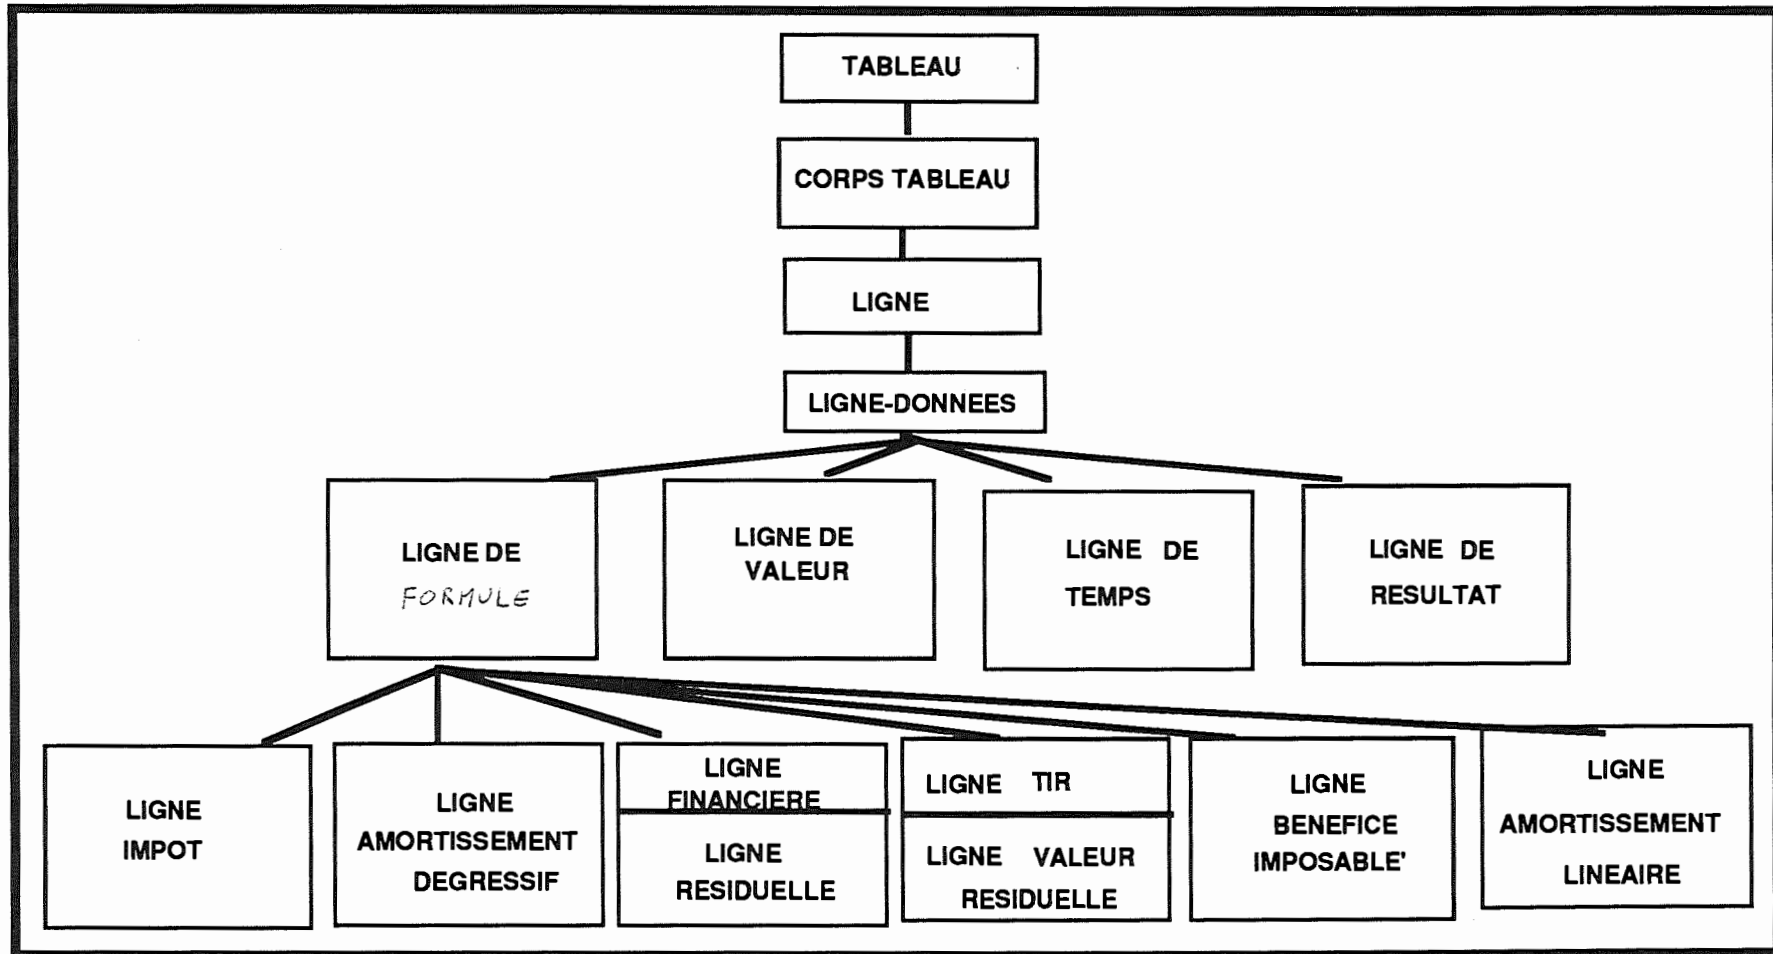 TABLEAU
CORPS TABLEAU
LIGNE
LIGNE-DONNEES
LIGNE DE
FORMULE
LIGNE DE
VALEUR
LIGNE DE
TEMPS
LIGNE DE
RESULTAT
LIGNE
IMPOT
LIGNE
AMORTISSEMENT
DEGRESSIF
LIGNE
FINANCIERE
LIGNE
RESIDUELLE
LIGNE TIR
LIGNE VALEUR
RESIDUELLE
LIGNE
BENEFICE
IMPOSABLE'
LIGNE
AMORTISSEMENT
LINEAIRE